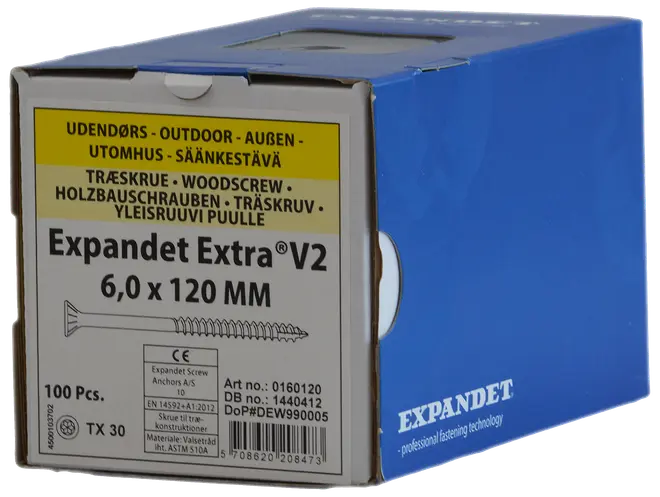 EXPANDET
UDENDØRS - OUTDOOR - AUßEN -
UTOMHUS - SÄÄNKESTÄVÄ
TRÆSKRUE • WOODSCREW •
HOLZBAUSCHRAUBEN • TRÄSKRUV •
YLEISRUUVI PUULLE
Expandet Extra® V2
6,0 x 120 MM
CE
Expandet Screw
Anchors A/S
10
EN 14592+A1:2012
Skrue til træ-
konstruktioner
Materiale: Valsetråd
iht. ASTM 510A
100 Pcs.
4500103702
TX 30
Art no.: 0160120
DB no.: 1440412
DoP#DEW990005
5 708620 208473
EXPANDET®
- professional fastening technology